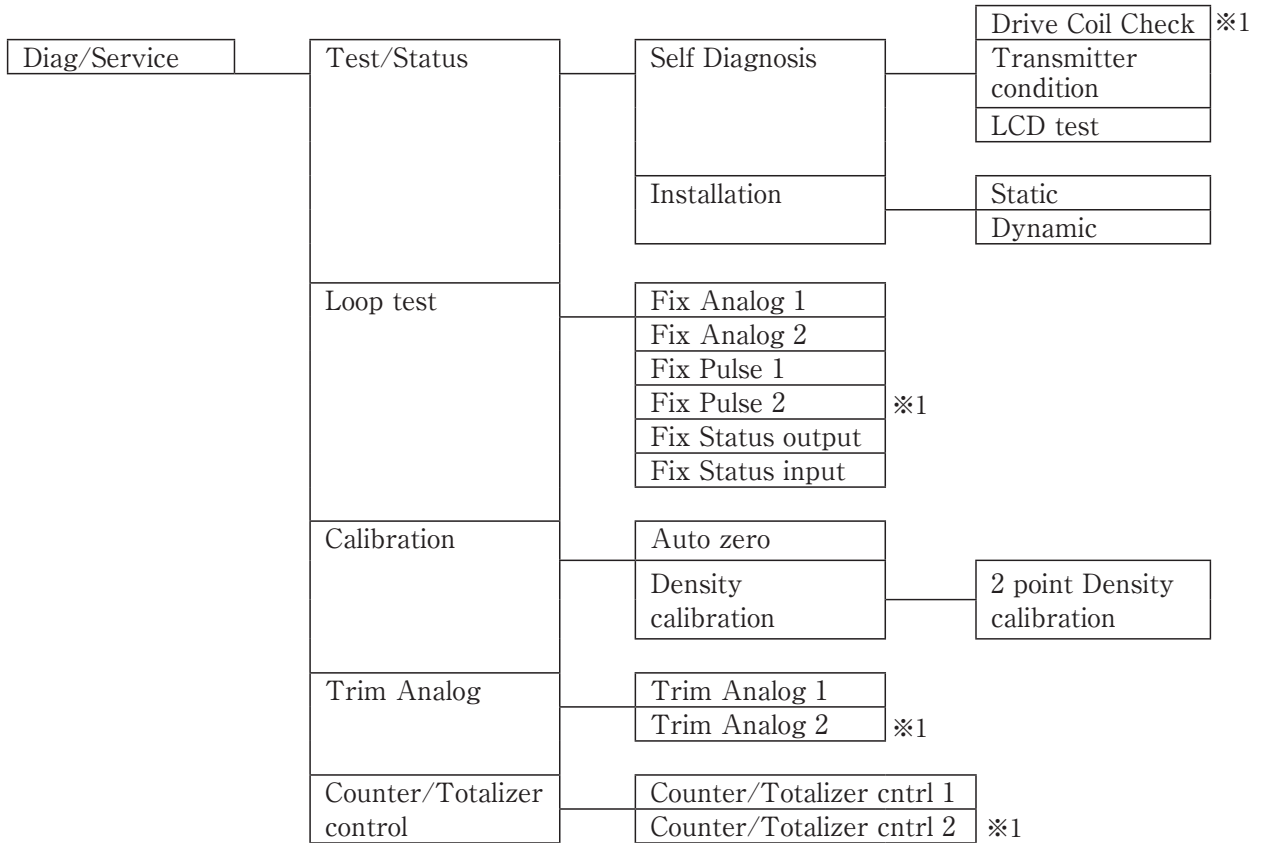 Drive Coil Check ※1
Diag/Service
Test/Status
Self Diagnosis
Transmitter
condition
LCD test
Installation
Static
Dynamic
Loop test
Fix Analog 1
Fix Analog 2
Fix Pulse 1
Fix Pulse 2 ※1
Fix Status output
Fix Status input
Calibration
Auto zero
Density
calibration
2 point Density
calibration
Trim Analog
Trim Analog 1
Trim Analog 2 ※1
Counter/Totalizer
control
Counter/Totalizer cntrl 1
Counter/Totalizer cntrl 2 ※1